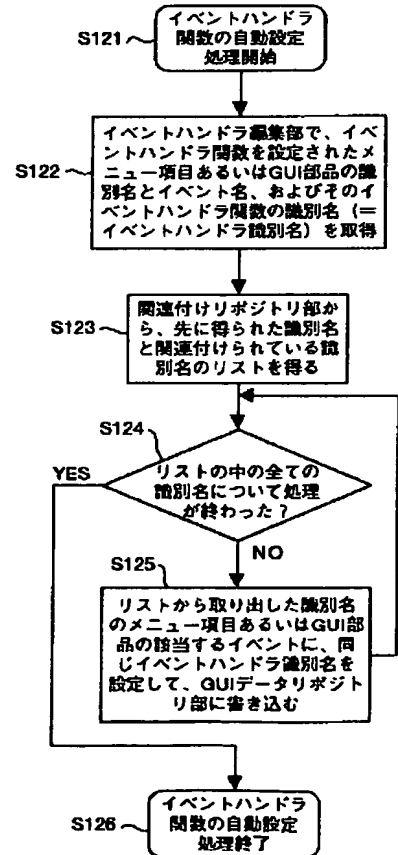 イベントハンドラ
S121
関数の自動設定
処理開始
イベントハンドラ編集部で、イベ
ントハンドラ関数を設定されたメ
S122
ニュー項目あるいはGUI部品の識
別名とイベント名、およびそのイ
ベントハンドラ関数の識別名（＝
イベントハンドラ識別名）を取得
関連付けリポジトリ部か
S123
ら、先に得られた識別名
と関連付けられている識
別名のリストを得る
S124
YES
リストの中の全ての
識別名について処理
が終わった？
NO
S125
リストから取り出した識別名
のメニュー項目あるいはGUI部
品の該当するイベントに、同
じイベントハンドラ識別名を
設定して、GUIデータリポジト
リ部に書き込む
イベントハンドラ
関数の自動設定
S126
処理終了